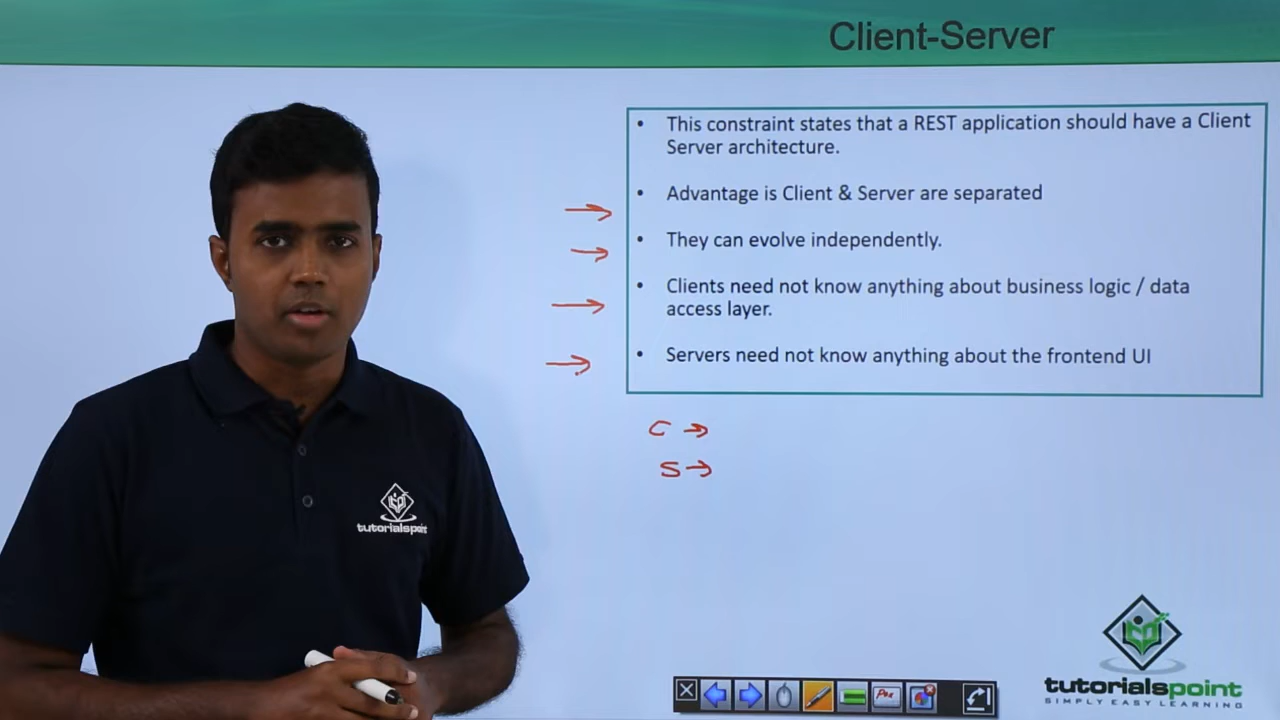 Client-Server
• This constraint states that a REST application should have a Client
Server architecture.
• Advantage is Client & Server are separated
• They can evolve independently.
• Clients need not know anything about business logic / data
access layer.
• Servers need not know anything about the frontend UI
C →
S →
tutorialspoint
Pen
tutorialspoint
SIMPLY EASY LEARNING